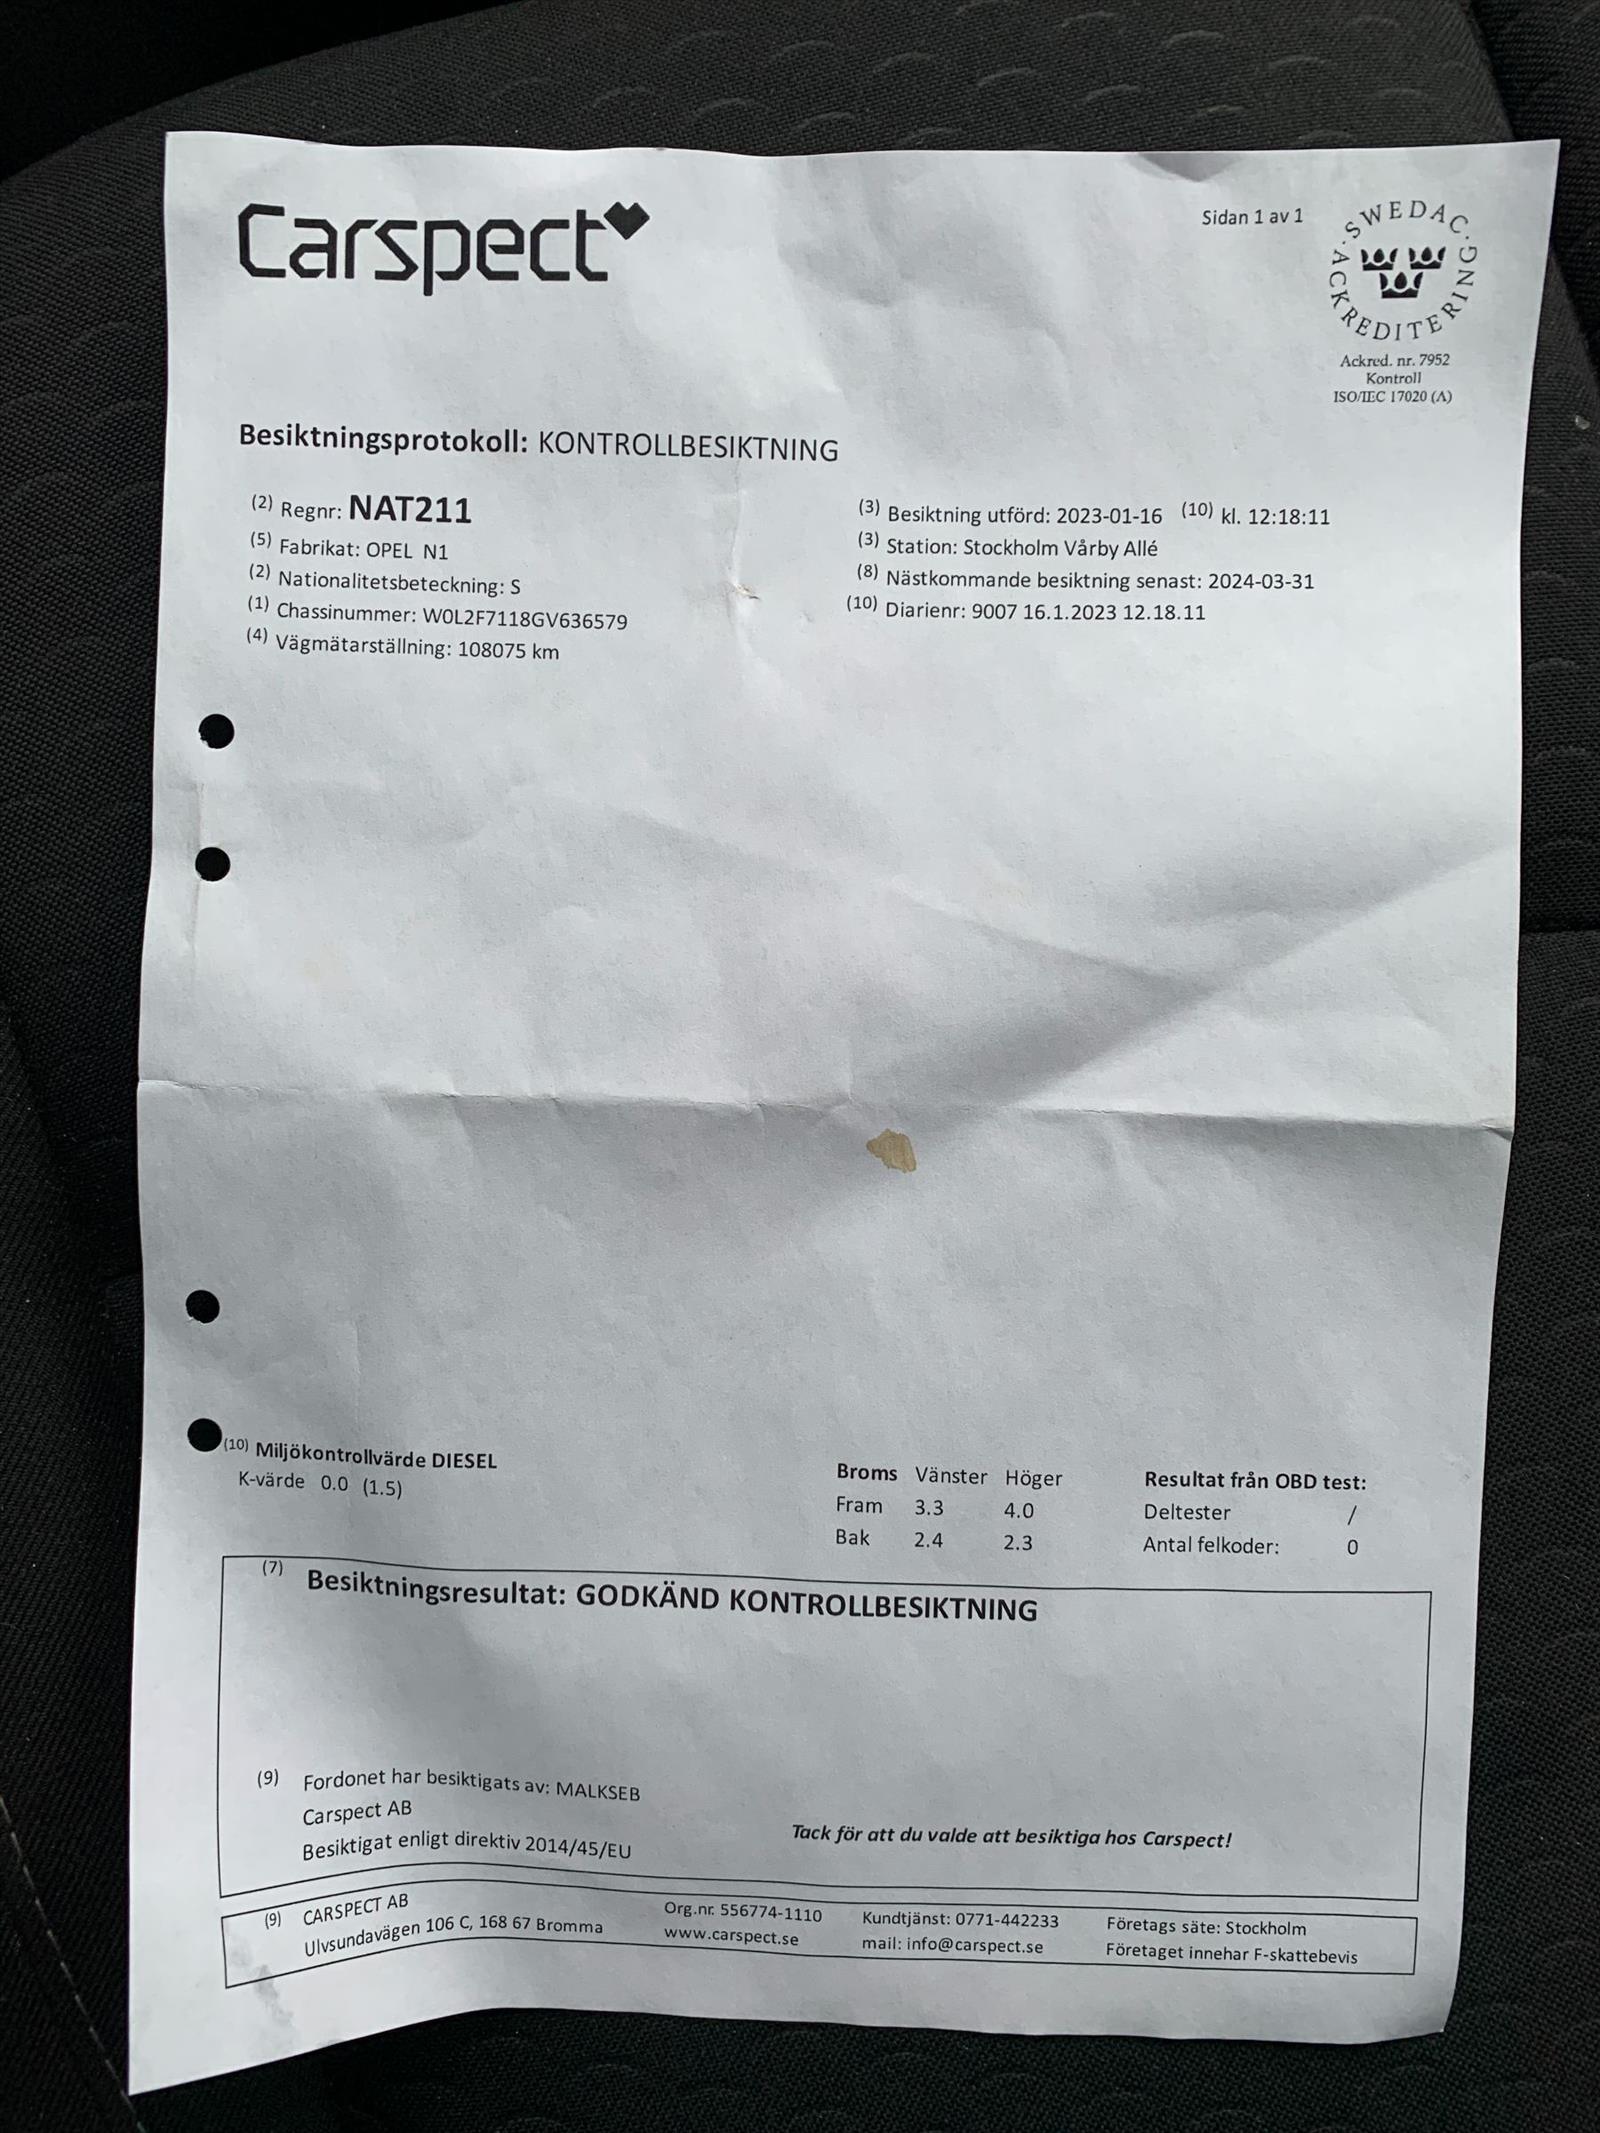 Carspect
Sidan 1 av 1
SWEDAC
ACKREDITERING
Ackred. nr. 7952
Kontroll
ISO/IEC 17020 (A)
Besiktningsprotokoll: KONTROLLBESIKTNING
(2) Regnr: NAT211
(5) Fabrikat: OPEL N1
(2) Nationalitetsbeteckning: S
(1) Chassinummer: W0L2F7118GV636579
(4) Vägmätarställning: 108075 km
(3) Besiktning utförd: 2023-01-16 (10) kl. 12:18:11
(3) Station: Stockholm Vårby Allé
(8) Nästkommande besiktning senast: 2024-03-31
(10) Diarienr: 9007 16.1.2023 12.18.11
(10) Miljökontrollvärde DIESEL
K-värde 0.0 (1.5)
Broms Vänster Höger
Fram 3.3 4.0
Bak 2.4 2.3
Resultat från OBD test:
Deltester /
Antal felkoder: 0
(7) Besiktningsresultat: GODKÄND KONTROLLBESIKTNING
(9) Fordonet har besiktigats av: MALKSEB
Carspect AB
Besiktigat enligt direktiv 2014/45/EU
Tack för att du valde att besiktiga hos Carspect!
(9) CARSPECT AB
Ulvsundavägen 106 C, 168 67 Bromma
Org.nr. 556774-1110
www.carspect.se
Kundtjänst: 0771-442233
mail: info@carspect.se
Företags säte: Stockholm
Företaget innehar F-skattebevis